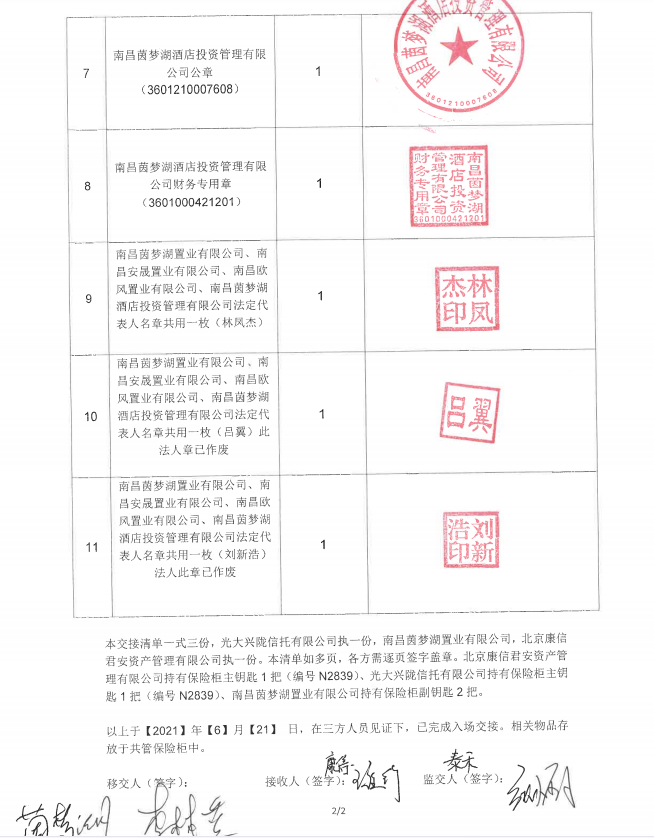 7
南昌茵梦湖酒店投资管理有限
公司公章
（3601210007608）
1
南昌茵梦湖酒店投资管理有限公司
3601210007608
8
南昌茵梦湖酒店投资管理有限
公司财务专用章
（3601000421201）
1
南昌茵梦湖
酒店投资
管理有限公司
财务专用章
3601000421201
9
南昌茵梦湖置业有限公司、南
昌安晟置业有限公司、南昌欧
风置业有限公司、南昌茵梦湖
酒店投资管理有限公司法定代
表人名章共用一枚（林凤杰）
1
林凤
杰印
10
南昌茵梦湖置业有限公司、南
昌安晟置业有限公司、南昌欧
风置业有限公司、南昌茵梦湖
酒店投资管理有限公司法定代
表人名章共用一枚（吕翼）此
法人章已作废
1
吕翼
11
南昌茵梦湖置业有限公司、南
昌安晟置业有限公司、南昌欧
风置业有限公司、南昌茵梦湖
酒店投资管理有限公司法定代
表人名章共用一枚（刘新浩）
法人此章已作废
1
刘新
浩印
本交接清单一式三份，光大兴陇信托有限公司执一份，南昌茵梦湖置业有限公司，北京康信
君安资产管理有限公司执一份。本清单如多页，各方需逐页签字盖章。北京康信君安资产管
理有限公司持有保险柜主钥匙 1 把（编号 N2839）、光大兴陇信托有限公司持有保险柜主钥
匙 1 把（编号 N2839）、南昌茵梦湖置业有限公司持有保险柜副钥匙 2 把。
以上于【2021】年【6】月【21】 日，在三方人员见证下，已完成入场交接。相关物品存
放于共管保险柜中。
移交人（签字）：
接收人（签字）：
监交人（签字）：
泰禾
茵梦湖
2/2